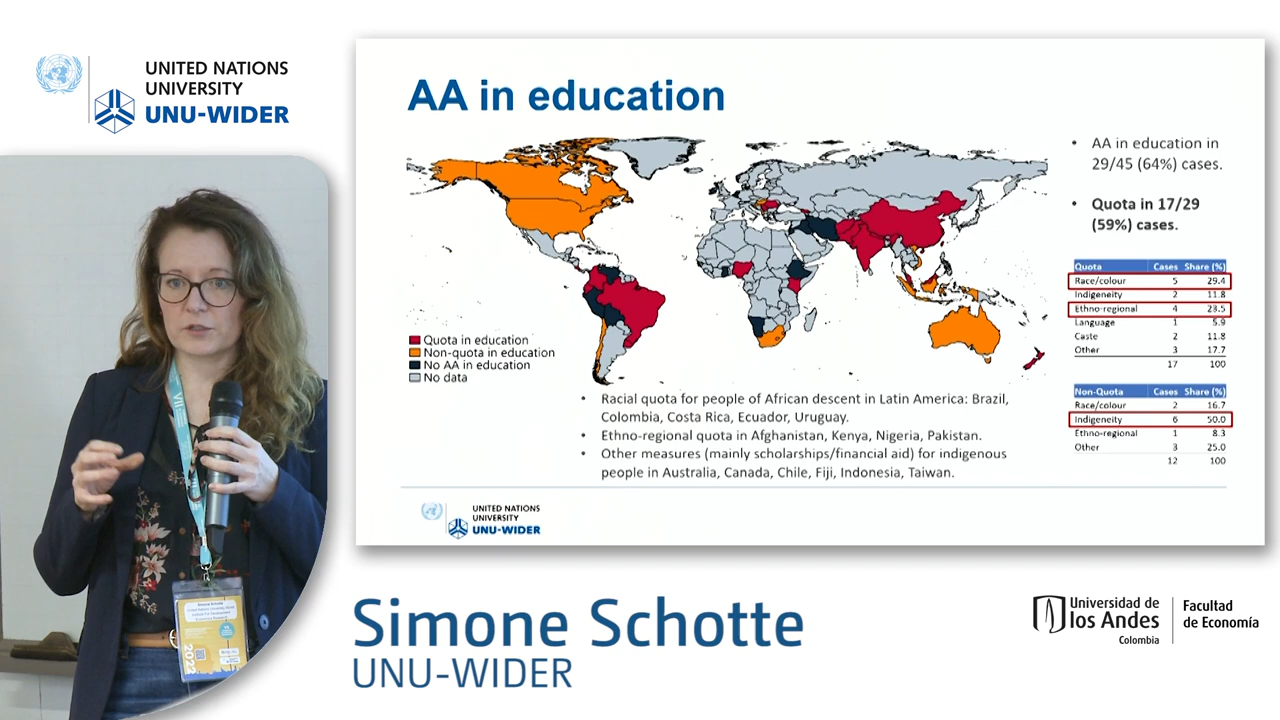 UNITED NATIONS
UNIVERSITY
UNU-WIDER
AA in education
• AA in education in
29/45 (64%) cases.
• Quota in 17/29
(59%) cases.
Quota Cases Share (%)
Race/colour 5 29.4
Indigeneity 2 11.8
Ethno-regional 4 23.5
Language 1 5.9
Caste 2 11.8
Other 3 17.7
17 100
Quota in education
Non-quota in education
No AA in education
No data
Non-Quota Cases Share (%)
Race/colour 2 16.7
Indigeneity 6 50.0
Ethno-regional 1 8.3
Other 3 25.0
12 100
• Racial quota for people of African descent in Latin America: Brazil,
Colombia, Costa Rica, Ecuador, Uruguay.
• Ethno-regional quota in Afghanistan, Kenya, Nigeria, Pakistan.
• Other measures (mainly scholarships/financial aid) for indigenous
people in Australia, Canada, Chile, Fiji, Indonesia, Taiwan.
UNITED NATIONS
UNIVERSITY
UNU-WIDER
Simone Schotte
2022
Simone Schotte
UNU-WIDER
Universidad de
los Andes
Colombia
Facultad
de Economía